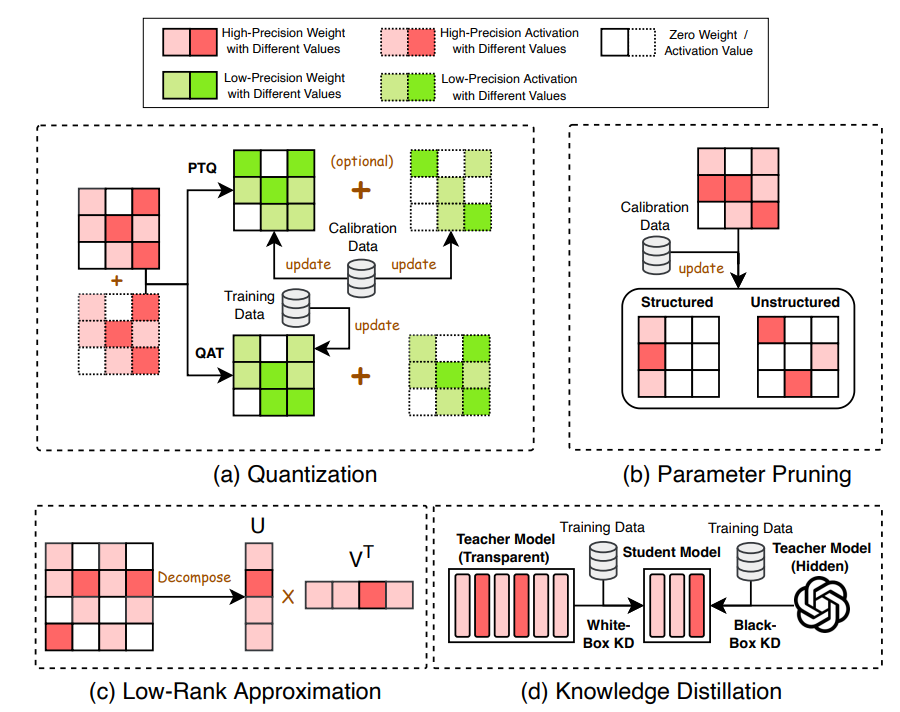 High-Precision Weight
with Different Values
High-Precision Activation
with Different Values
Zero Weight /
Activation Value
Low-Precision Weight
with Different Values
Low-Precision Activation
with Different Values
PTQ
(optional)
+
Calibration
Data
update
update
+
Training
Data
update
QAT
+
(a) Quantization
Calibration
Data
update
Structured
Unstructured
(b) Parameter Pruning
Decompose
U
X
V^T
(c) Low-Rank Approximation
Teacher Model
(Transparent)
Training Data
Student Model
Training Data
Teacher Model
(Hidden)
White-
Box KD
Black-
Box KD
(d) Knowledge Distillation